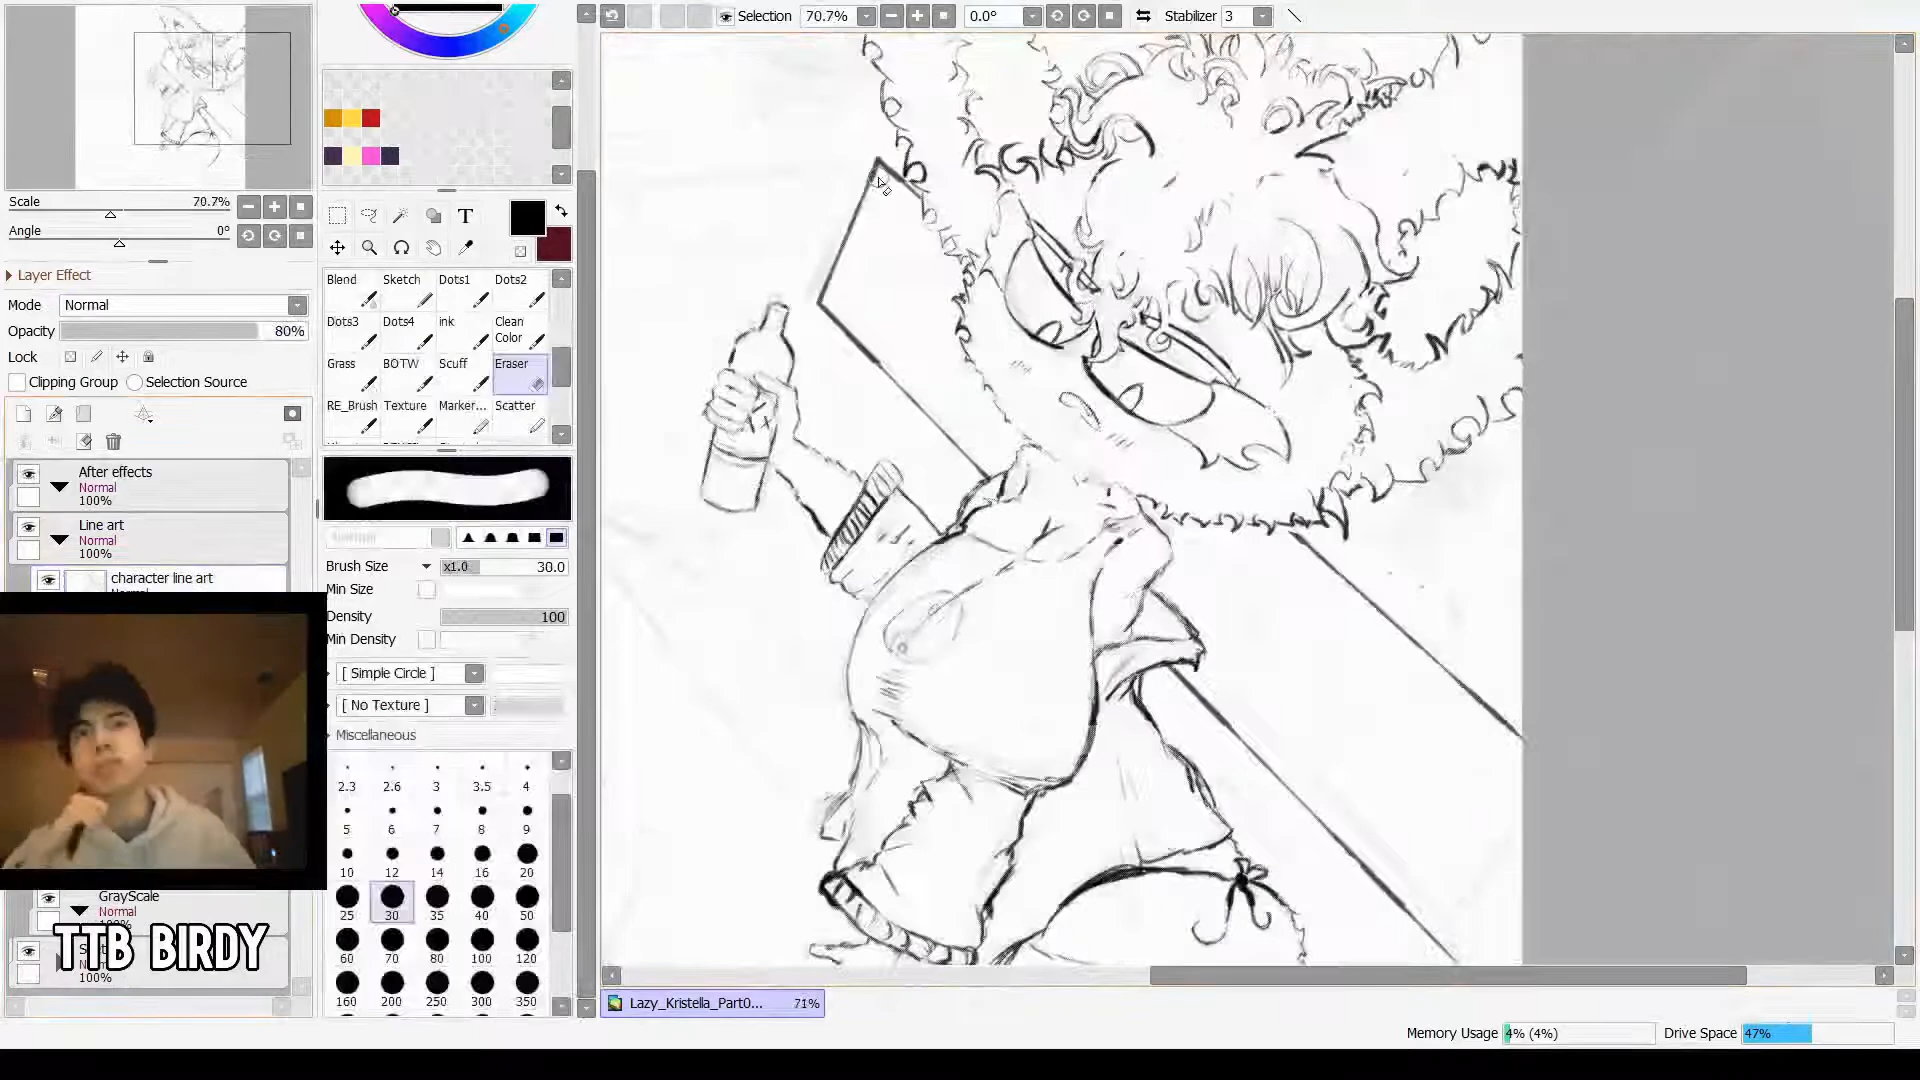 Selection 70.7% 0.0° Stabilizer 3
Scale 70.7%
Angle 0°
Layer Effect
Mode Normal
Opacity 80%
Lock
Clipping Group Selection Source
After effects
Normal
100%
Line art
Normal
100%
character line art
GrayScale
Normal
100%
TTB BIRDY
T
Blend Sketch Dots1 Dots2
Dots3 Dots4 ink Clean Color
Grass BOTW Scuff Eraser
RE_Brush Texture Marker... Scatter
Brush Size x1.0 30.0
Min Size
Density 100
Min Density
[ Simple Circle ]
[ No Texture ]
Miscellaneous
2.3 2.6 3 3.5 4
5 6 7 8 9
10 12 14 16 20
25 30 35 40 50
60 70 80 100 120
160 200 250 300 350
Lazy_Kristella_Part0... 71%
Memory Usage 4% (4%) Drive Space 47%